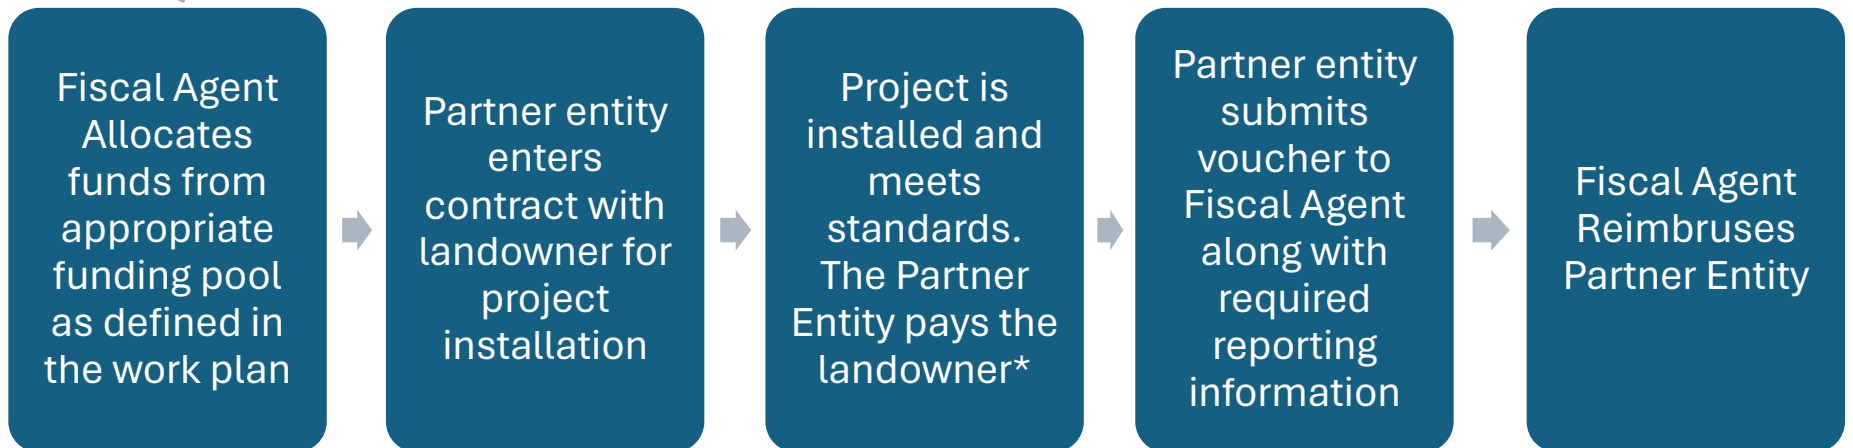 Fiscal Agent
Allocates
funds from
appropriate
funding pool
as defined in
the work plan
Partner entity
enters
contract with
landowner for
project
installation
Project is
installed and
meets
standards.
The Partner
Entity pays the
landowner*
Partner entity
submits
voucher to
Fiscal Agent
along with
required
reporting
information
Fiscal Agent
Reimbruses
Partner Entity